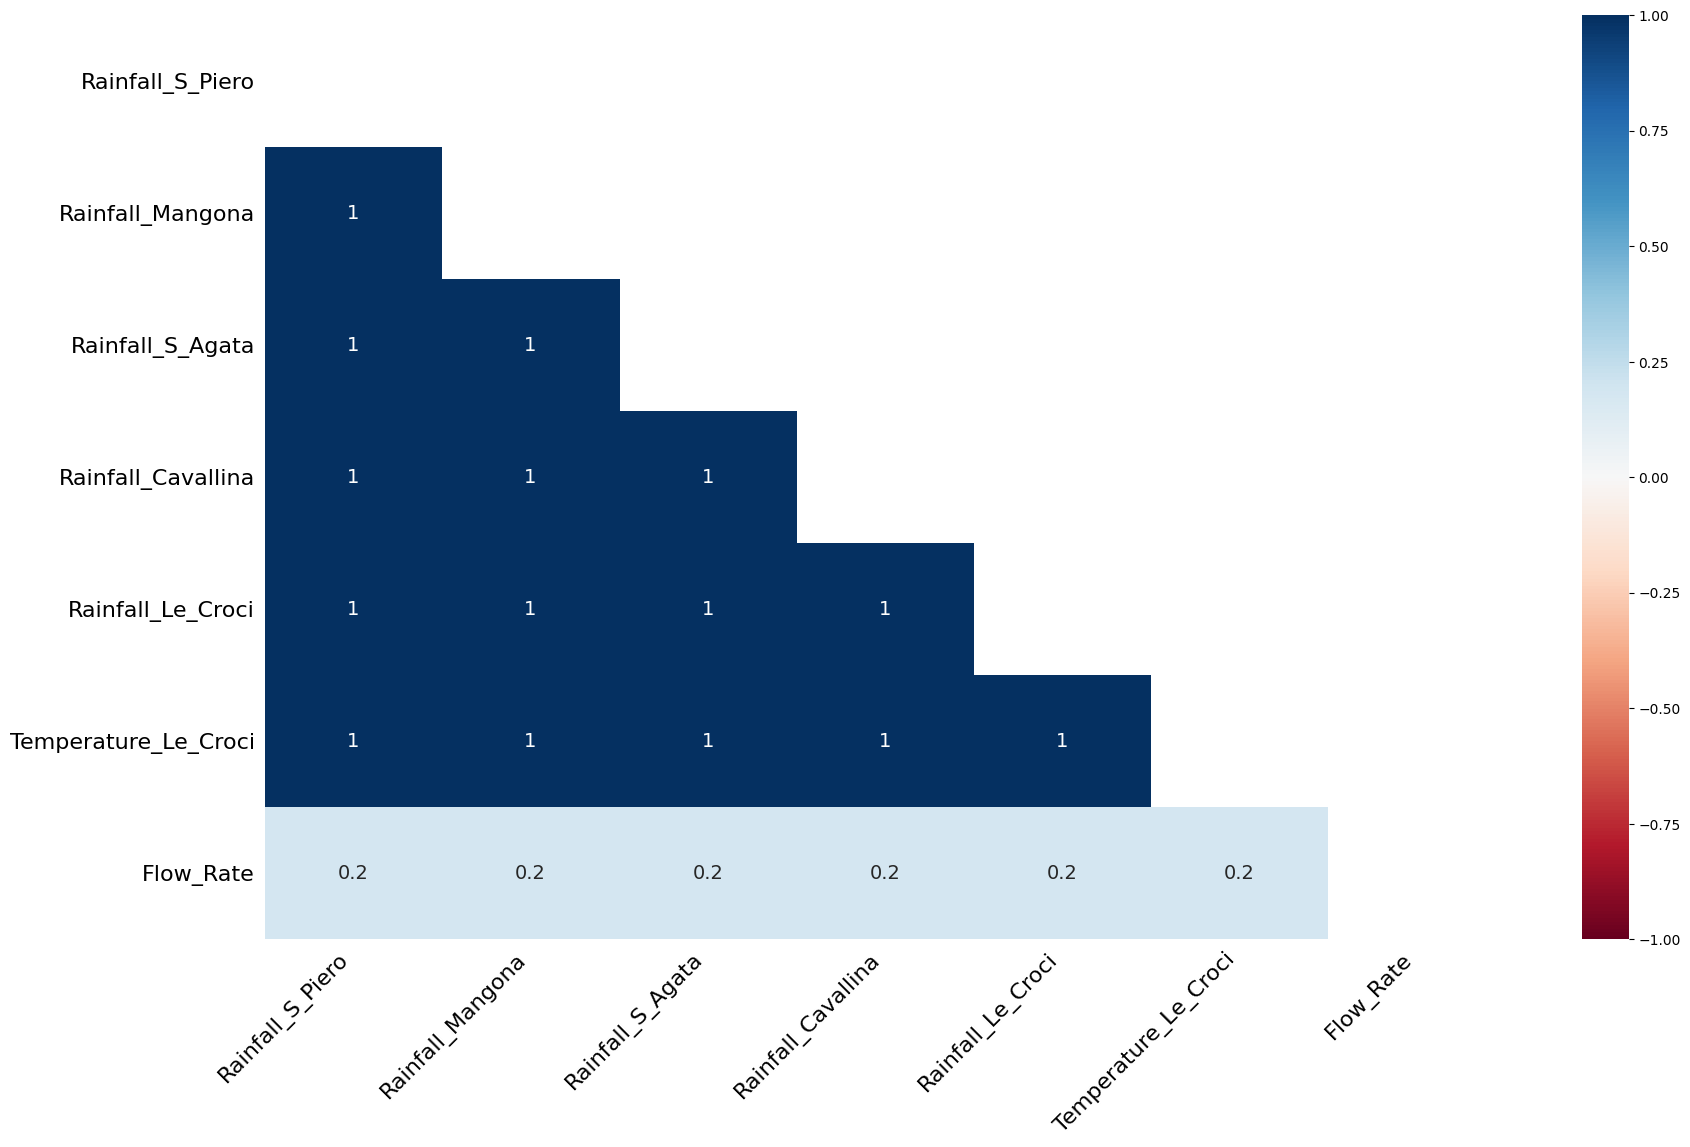 Rainfall_S_Piero
Rainfall_Mangona
1
Rainfall_S_Agata
1 1
Rainfall_Cavallina
1 1 1
Rainfall_Le_Croci
1 1 1 1
Temperature_Le_Croci
1 1 1 1 1
Flow_Rate
0.2 0.2 0.2 0.2 0.2 0.2
Rainfall_S_Piero
Rainfall_Mangona
Rainfall_S_Agata
Rainfall_Cavallina
Rainfall_Le_Croci
Temperature_Le_Croci
Flow_Rate
1.00
0.75
0.50
0.25
0.00
−0.25
−0.50
−0.75
−1.00